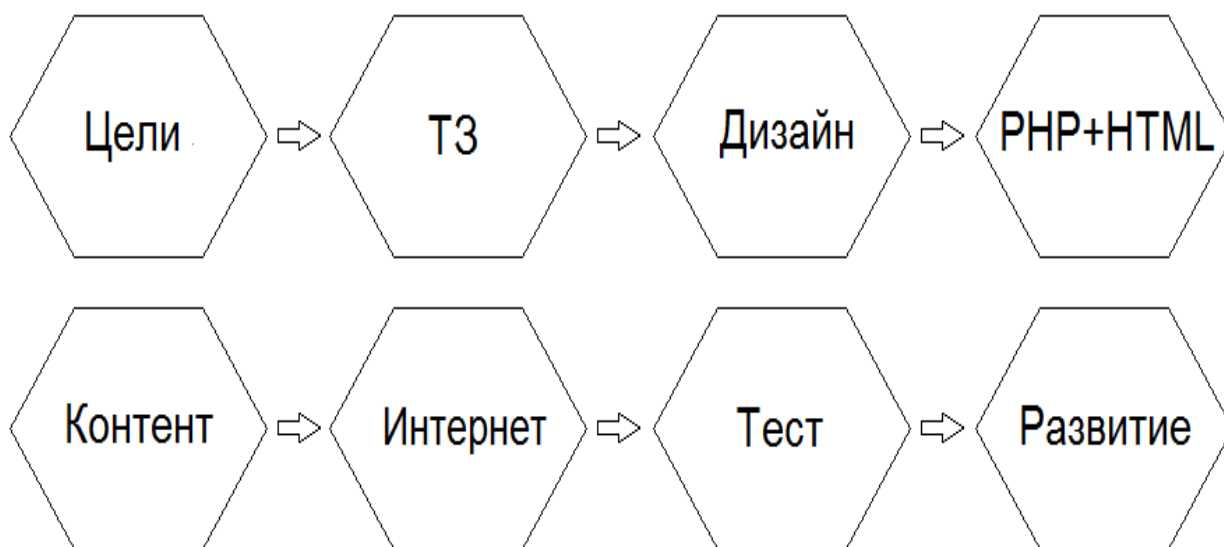 Цели
ТЗ
Дизайн
PHP+HTML
Контент
Интернет
Тест
Развитие